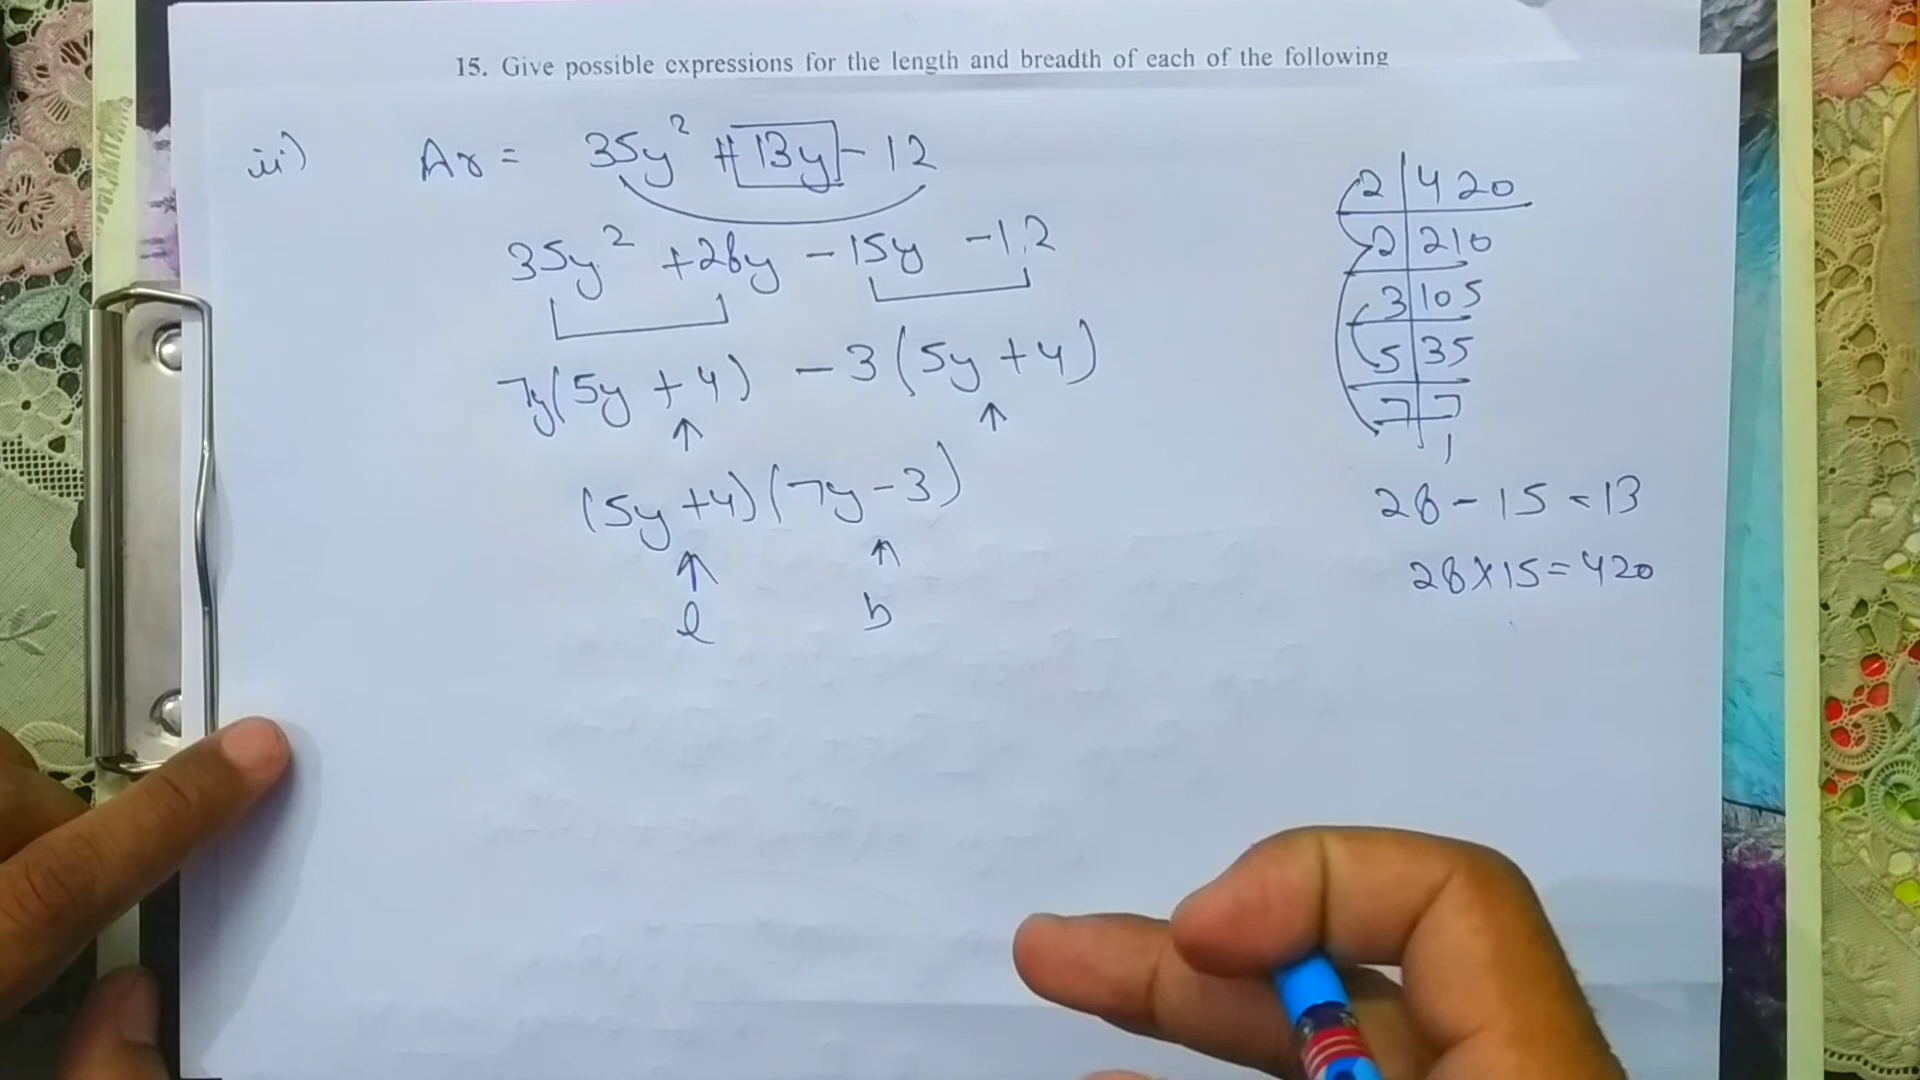 15. Give possible expressions for the length and breadth of each of the following
ii) Ar = 35y² + 13y - 12
35y² + 28y - 15y - 12
7y(5y + 4) - 3(5y + 4)
(5y + 4)(7y - 3)
l b
2 | 420
2 | 210
3 | 105
5 | 35
7 | 7
1
28 - 15 = 13
28 × 15 = 420